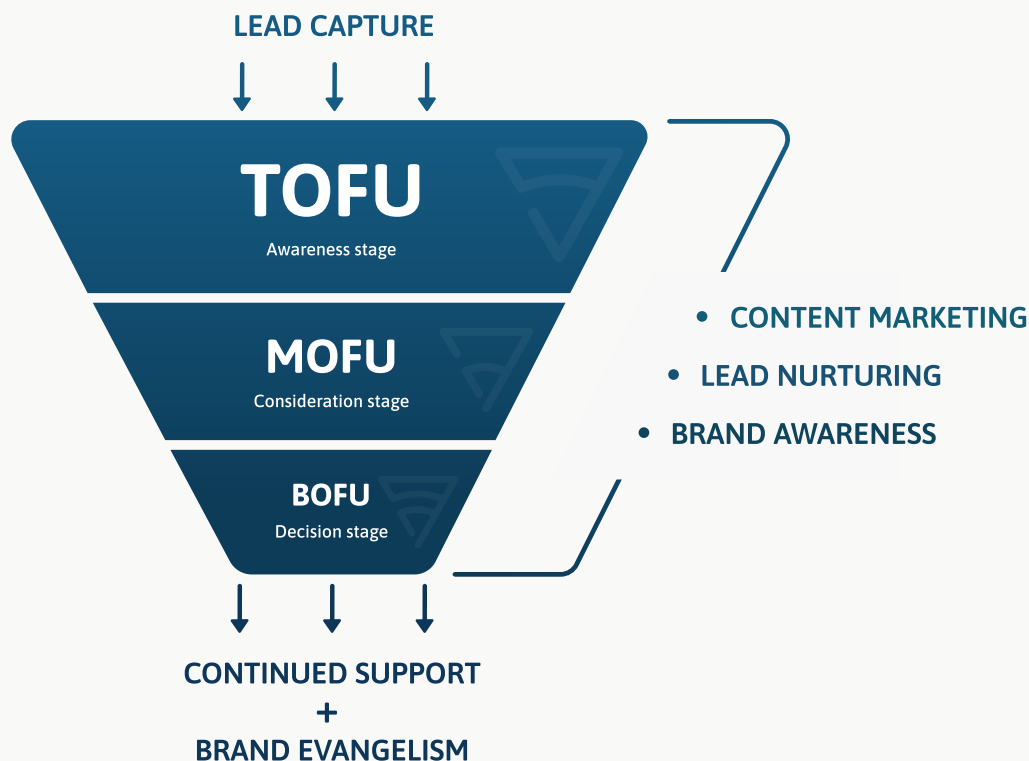 LEAD CAPTURE
TOFU
Awareness stage
MOFU
Consideration stage
BOFU
Decision stage
• CONTENT MARKETING
• LEAD NURTURING
• BRAND AWARENESS
CONTINUED SUPPORT
+
BRAND EVANGELISM